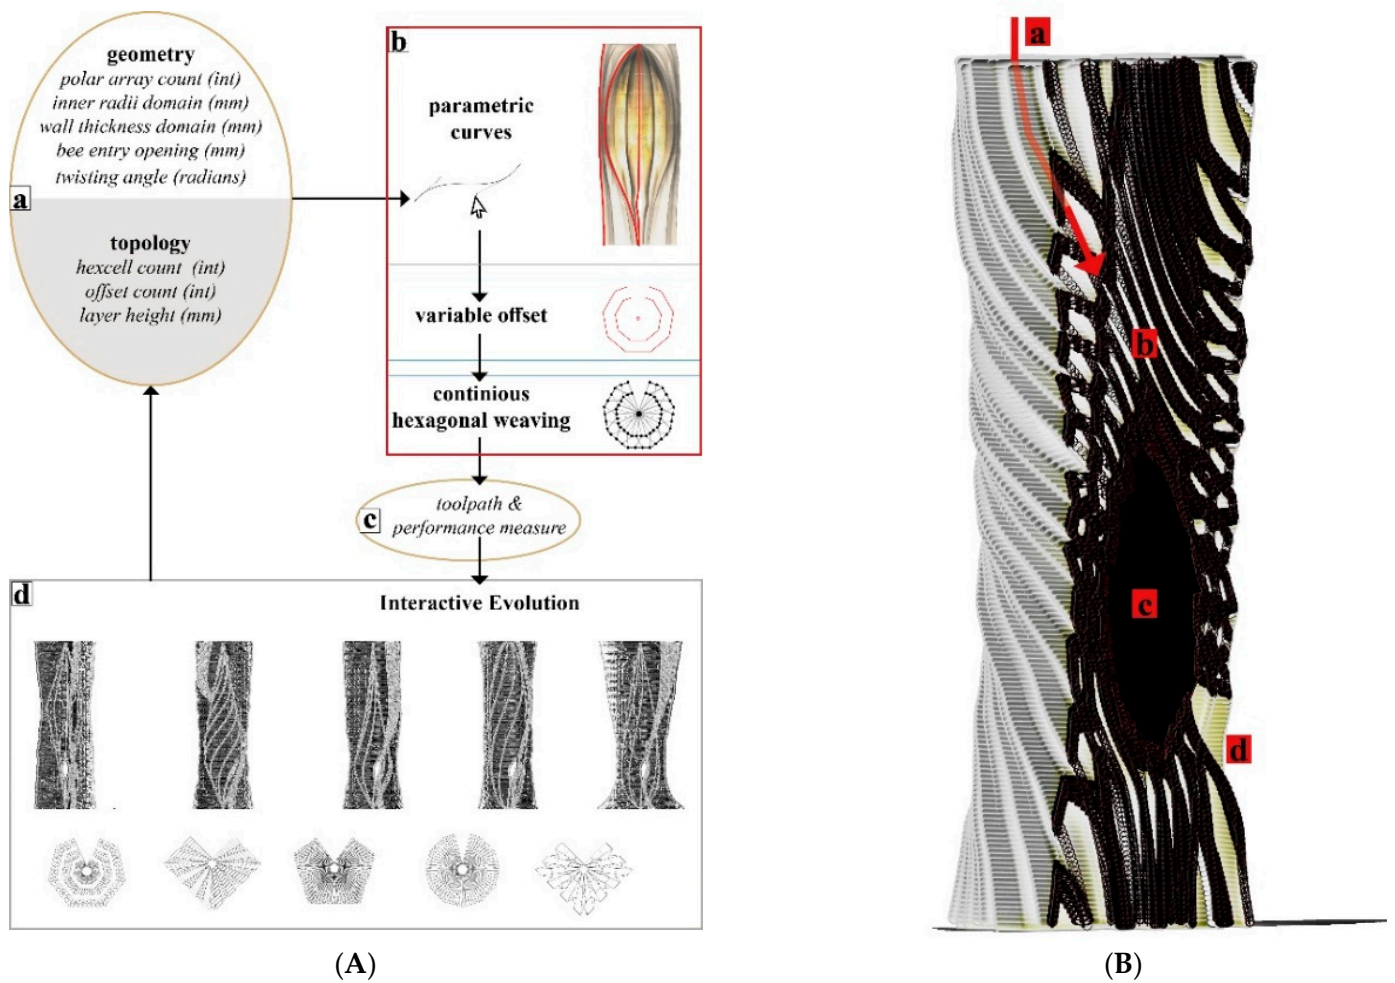 geometry
polar array count (int)
inner radii domain (mm)
wall thickness domain (mm)
bee entry opening (mm)
twisting angle (radians)
a
topology
hexcell count (int)
offset count (int)
layer height (mm)
b
parametric
curves
variable offset
continious
hexagonal weaving
c
toolpath &
performance measure
d
Interactive Evolution
(A)
a
b
c
d
(B)